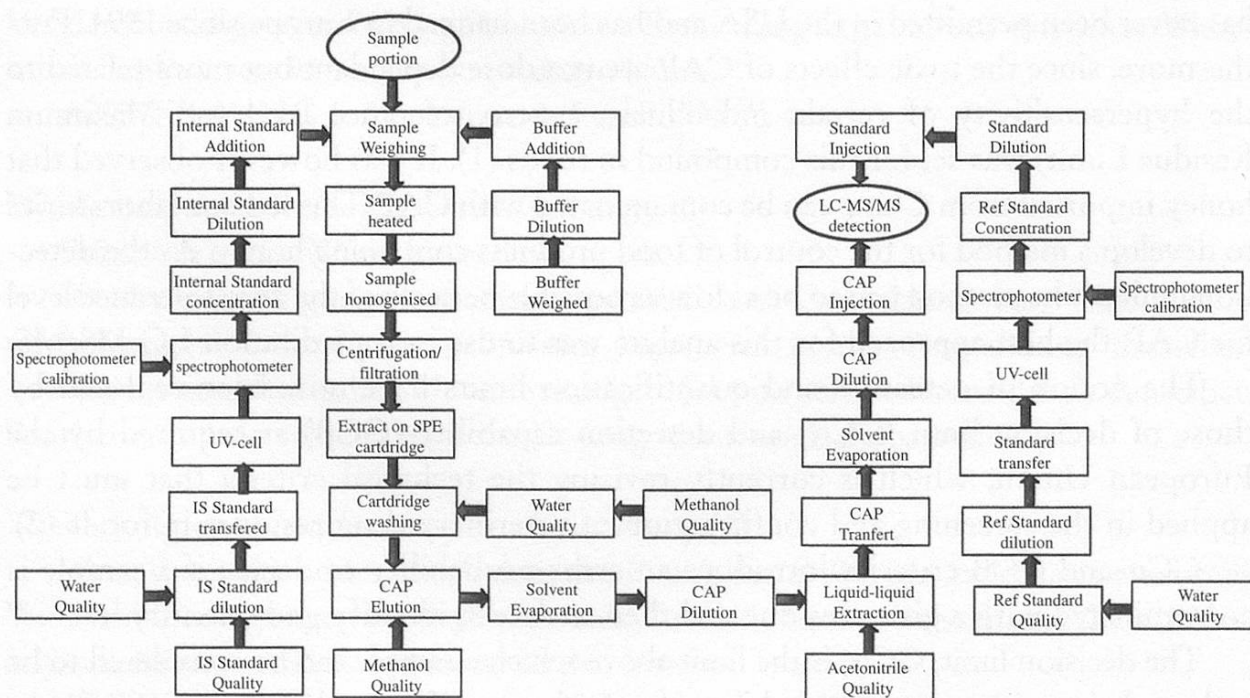 Sample
portion
Internal Standard
Addition
Sample
Weighing
Buffer
Addition
Standard
Injection
Standard
Dilution
Internal Standard
Dilution
Sample
heated
Buffer
Dilution
LC-MS/MS
detection
Ref Standard
Concentration
Internal Standard
concentration
Sample
homogenised
Buffer
Weighed
CAP
Injection
Spectrophotometer
Spectrophotometer
calibration
Spectrophotometer
calibration
spectrophotometer
Centrifugation/
filtration
CAP
Dilution
UV-cell
UV-cell
Extract on SPE
cartridge
Solvent
Evaporation
Standard
transfer
IS Standard
transferred
Cartdridge
washing
Water
Quality
Methanol
Quality
CAP
Tranfert
Ref Standard
dilution
Water
Quality
IS Standard
dilution
CAP
Elution
Solvent
Evaporation
CAP
Dilution
Liquid-liquid
Extraction
Ref Standard
Quality
Water
Quality
IS Standard
Quality
Methanol
Quality
Acetonitrile
Quality